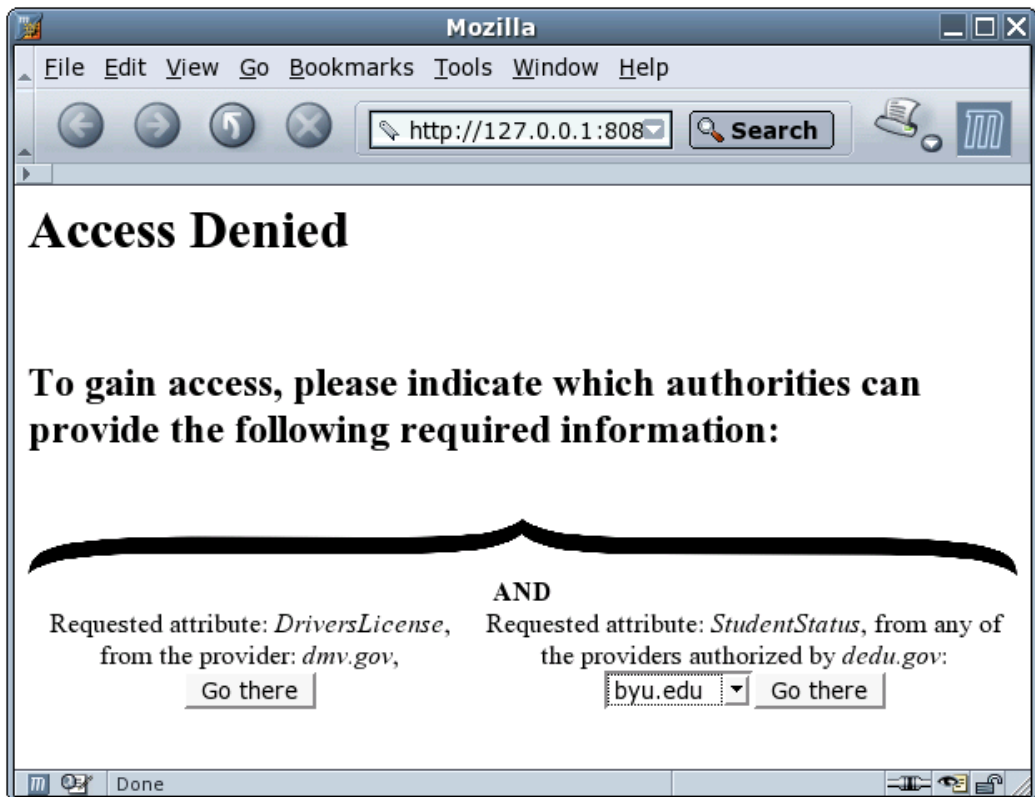 Mozilla
File Edit View Go Bookmarks Tools Window Help
http://127.0.0.1:808 Search
Access Denied
To gain access, please indicate which authorities can
provide the following required information:
AND
Requested attribute: DriversLicense,
from the provider: dmv.gov,
Go there
Requested attribute: StudentStatus, from any of
the providers authorized by dedu.gov:
byu.edu Go there
Done